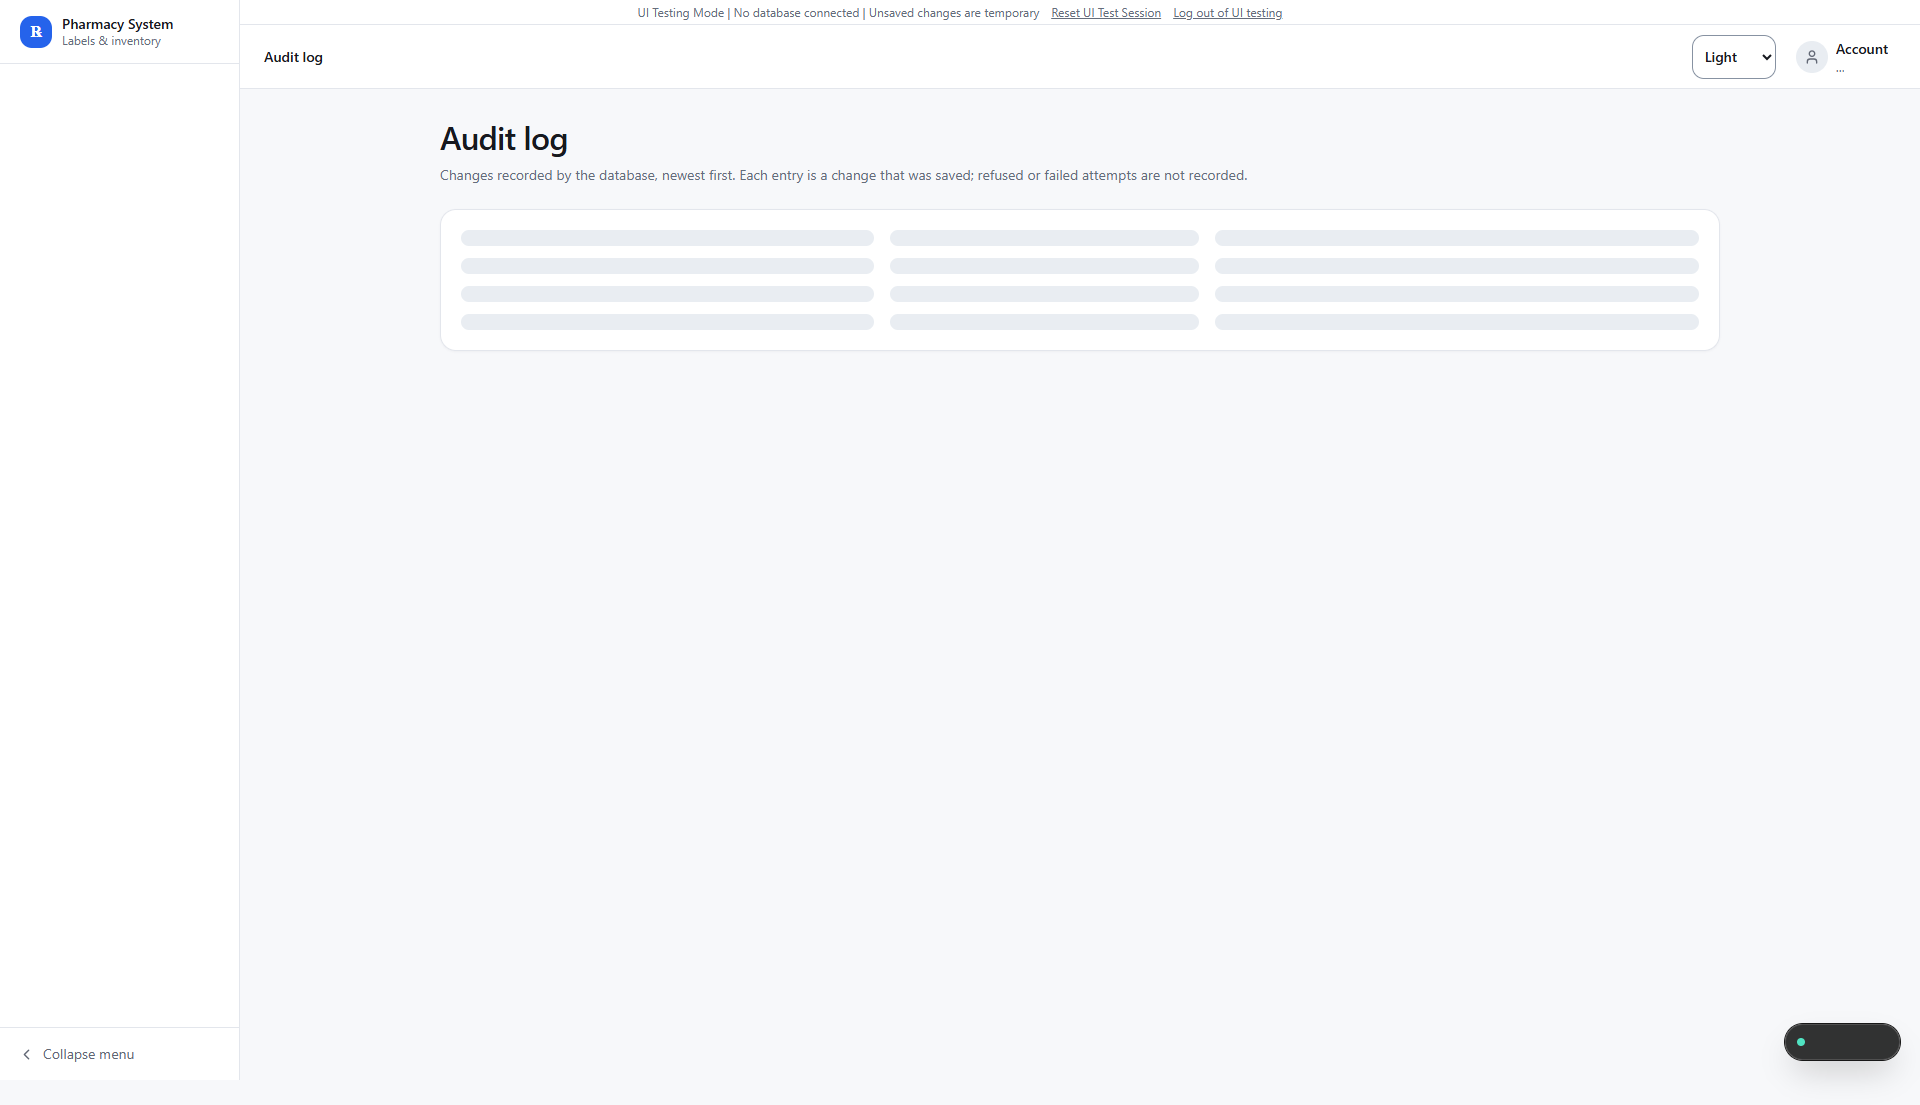 UI Testing Mode | No database connected | Unsaved changes are temporary Reset UI Test Session Log out of UI testing
℞
Pharmacy System
Labels & inventory
Audit log
Light
Account
...
Audit log
Changes recorded by the database, newest first. Each entry is a change that was saved; refused or failed attempts are not recorded.
Collapse menu